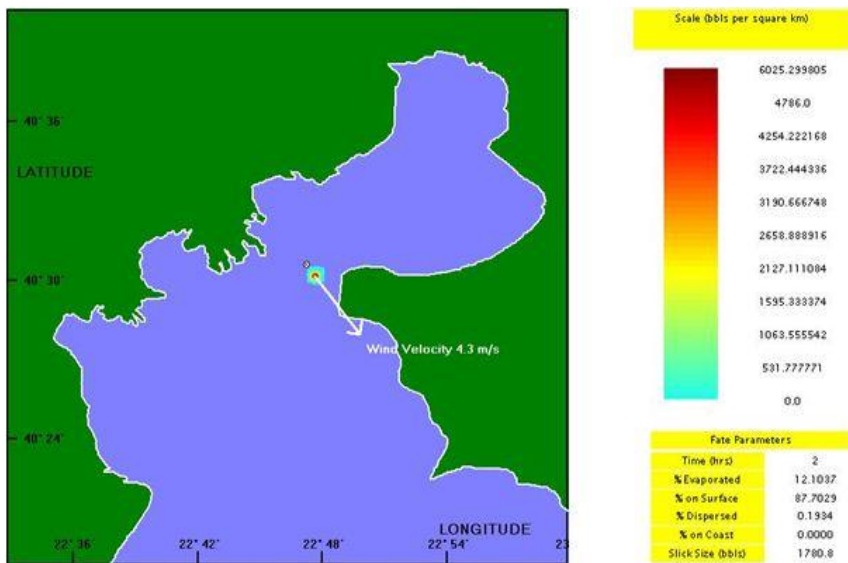 Scale (bbls per square km)
6025.299805
4786.0
4254.222168
3722.444336
3190.666748
2658.888916
2127.111084
1595.333374
1063.555542
531.777771
0.0
40° 36'
LATITUDE
40° 30'
Wind Velocity 4.3 m/s
40° 24'
LONGITUDE
22° 36' 22° 42' 22° 48' 22° 54' 23
Fate Parameters
Time (hrs) 2
% Evaporated 12.1037
% on Surface 87.7029
% Dispersed 0.1934
% on Coast 0.0000
Slick Size (bbls) 1780.8